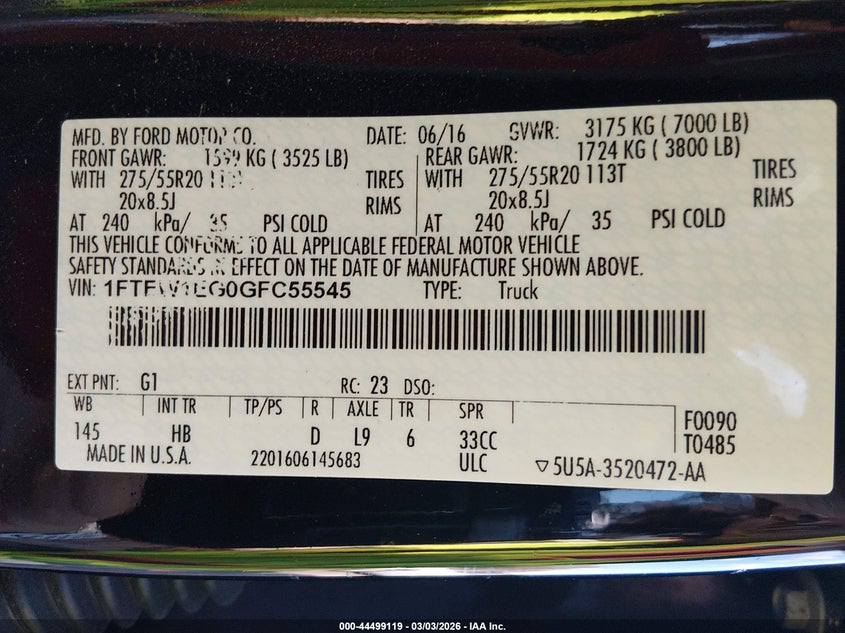 MFD. BY FORD MOTOR CO. DATE: 06/16 GVWR: 3175 KG ( 7000 LB)
FRONT GAWR: 1599 KG ( 3525 LB) REAR GAWR: 1724 KG ( 3800 LB)
WITH 275/55R20 TIRES WITH 275/55R20 113T TIRES
20x8.5J RIMS 20x8.5J RIMS
AT 240 kPa/ 35 PSI COLD AT 240 kPa/ 35 PSI COLD
THIS VEHICLE CONFORMS TO ALL APPLICABLE FEDERAL MOTOR VEHICLE
SAFETY STANDARDS IN EFFECT ON THE DATE OF MANUFACTURE SHOWN ABOVE.
VIN: 1FTFW1EG0GFC55545 TYPE: Truck
EXT PNT: G1 RC: 23 DSO:
WB INT TR TP/PS R AXLE TR SPR
145 HB D L9 6 33CC
F0090
T0485
MADE IN U.S.A. 2201606145683 ULC ▽5U5A-3520472-AA
000-44499119 - 03/03/2026 - IAA Inc.